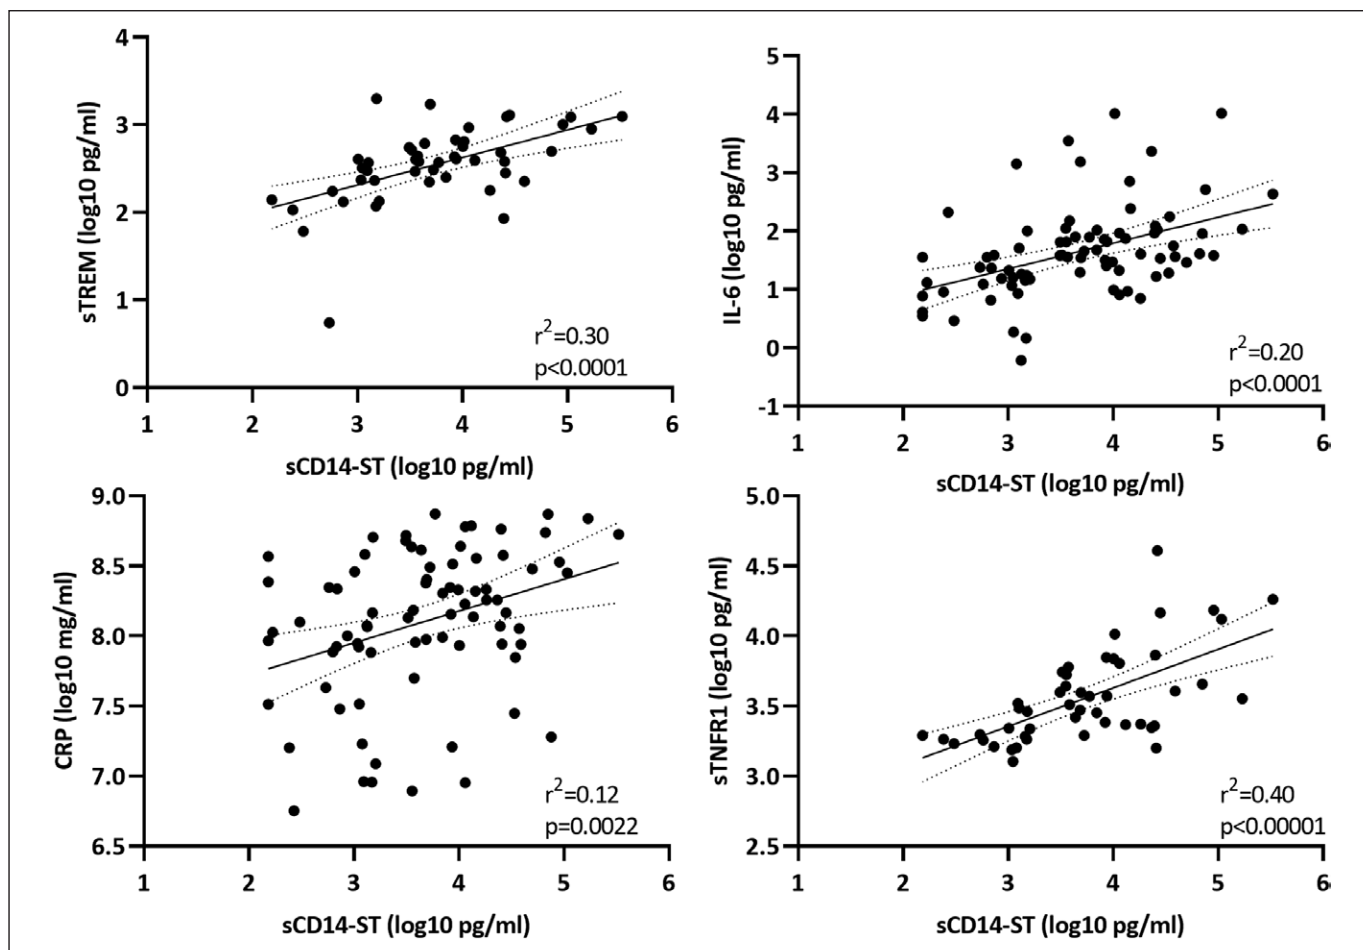 4
3
2
1
0
sTREM (log10 pg/ml)
r²=0.30
p<0.0001
1 2 3 4 5 6
sCD14-ST (log10 pg/ml)
5
4
3
2
1
0
-1
IL-6 (log10 pg/ml)
r²=0.20
p<0.0001
1 2 3 4 5 6
sCD14-ST (log10 pg/ml)
9.0
8.5
8.0
7.5
7.0
6.5
CRP (log10 mg/ml)
r²=0.12
p=0.0022
1 2 3 4 5 6
sCD14-ST (log10 pg/ml)
5.0
4.5
4.0
3.5
3.0
2.5
sTNFR1 (log10 pg/ml)
r²=0.40
p<0.00001
1 2 3 4 5 6
sCD14-ST (log10 pg/ml)